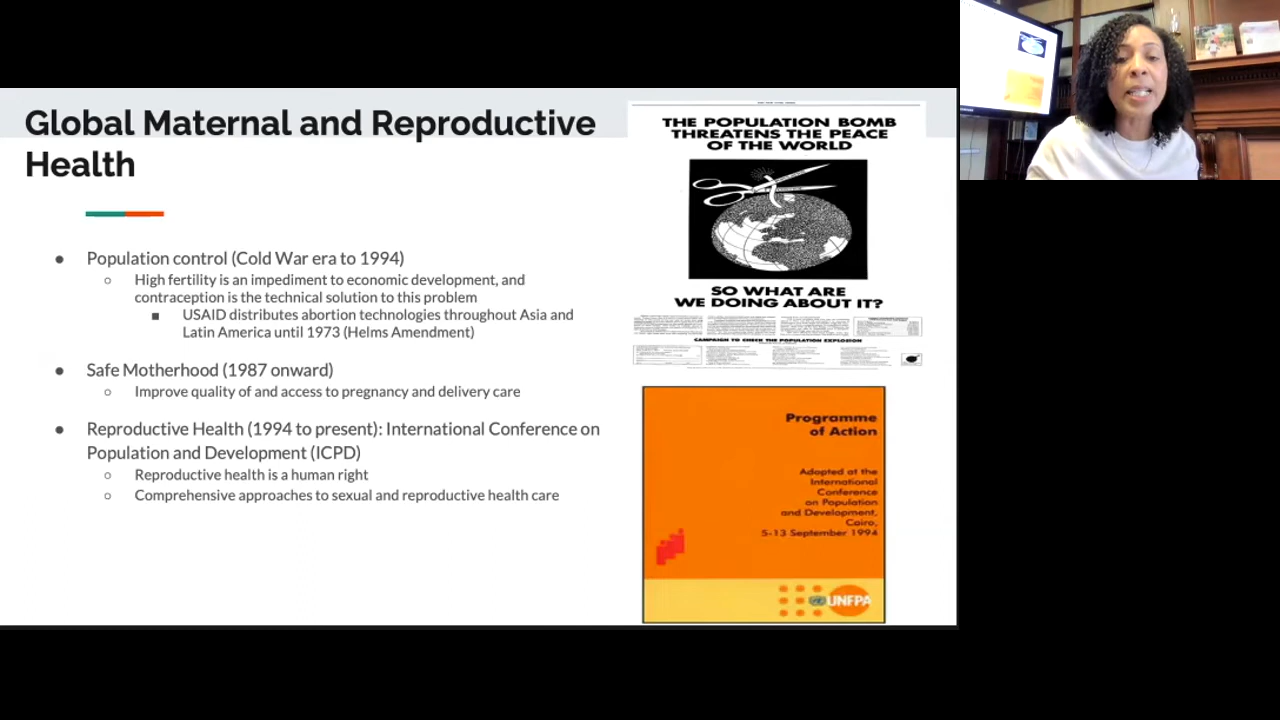 Global Maternal and Reproductive
Health
● Population control (Cold War era to 1994)
○ High fertility is an impediment to economic development, and
contraception is the technical solution to this problem
■ USAID distributes abortion technologies throughout Asia and
Latin America until 1973 (Helms Amendment)
● Safe Motherhood (1987 onward)
○ Improve quality of and access to pregnancy and delivery care
● Reproductive Health (1994 to present): International Conference on
Population and Development (ICPD)
○ Reproductive health is a human right
○ Comprehensive approaches to sexual and reproductive health care
THE POPULATION BOMB
THREATENS THE PEACE
OF THE WORLD
SO WHAT ARE
WE DOING ABOUT IT?
CAMPAIGN TO CHECK THE POPULATION EXPLOSION
Programme
of Action
Adopted at the
International
Conference
on Population
and Development,
Cairo,
5-13 September 1994
UNFPA